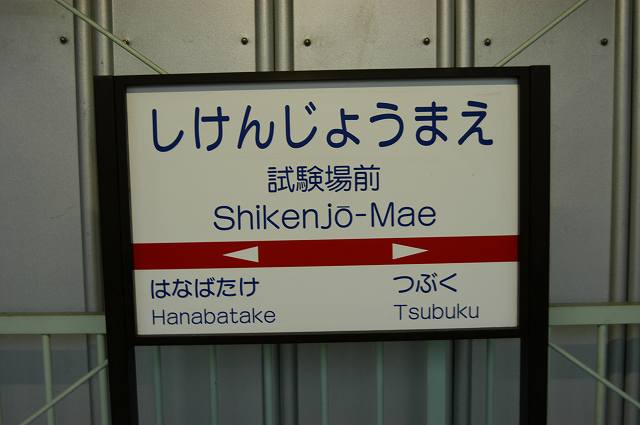 しけんじょうまえ
試験場前
Shikenjō-Mae
はなばたけ つぶく
Hanabatake Tsubuku